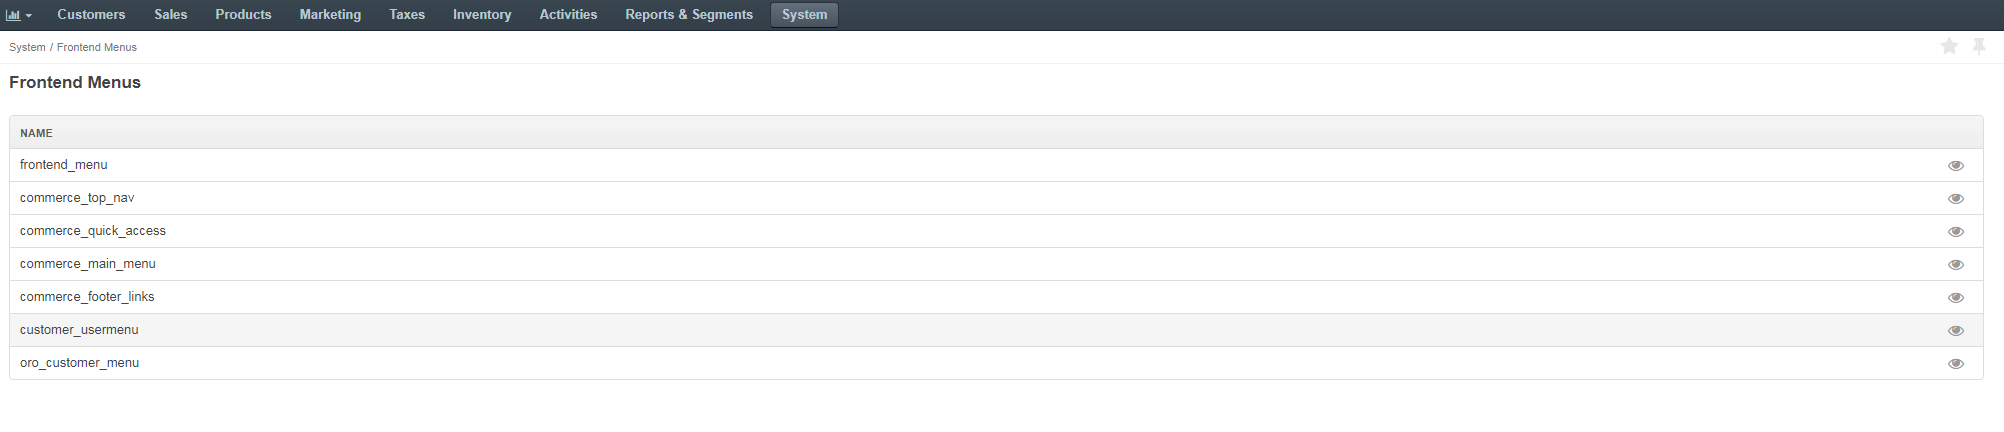 Customers Sales Products Marketing Taxes Inventory Activities Reports & Segments System
System / Frontend Menus
Frontend Menus
NAME
frontend_menu
commerce_top_nav
commerce_quick_access
commerce_main_menu
commerce_footer_links
customer_usermenu
oro_customer_menu